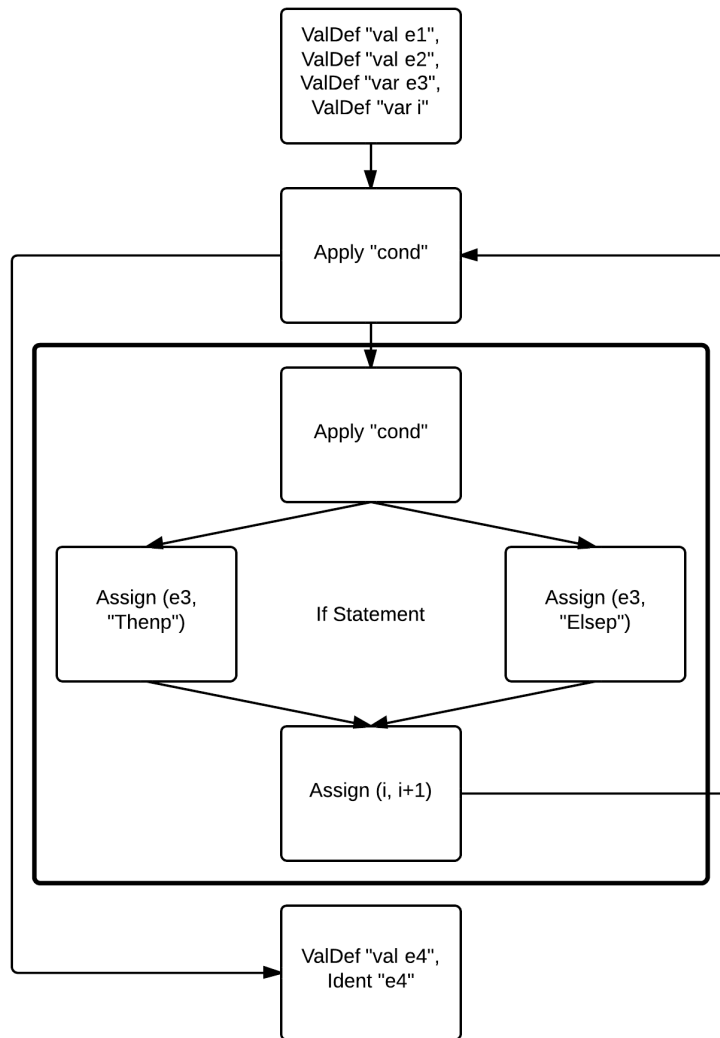 ValDef "val e1",
ValDef "val e2",
ValDef "var e3",
ValDef "var i"
Apply "cond"
Apply "cond"
Assign (e3,
"Thenp")
If Statement
Assign (e3,
"Elsep")
Assign (i, i+1)
ValDef "val e4",
Ident "e4"